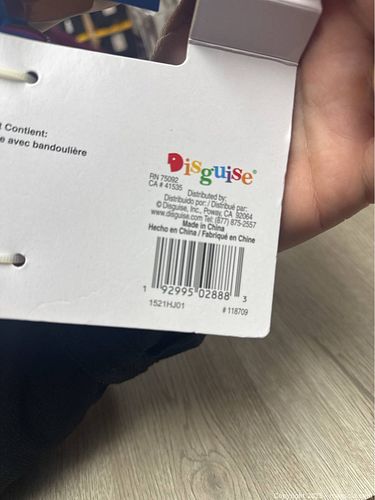 t Contient:
e avec bandoulière
Disguise®
RN 75092
CA # 41535
Distributed by:
Distribuido por: / Distribué par:
© Disguise, Inc., Poway, CA 92064
www.disguise.com Tel: (877) 875-2557
Made in China
Hecho en China / Fabriqué en Chine
1 92995 02888 3
1521HJ01
# 118709